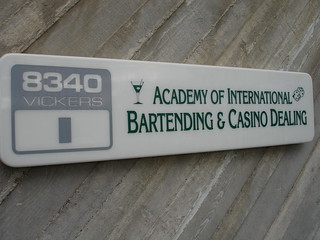 8340
VICKERS
I
ACADEMY OF INTERNATIONAL
BARTENDING & CASINO DEALING